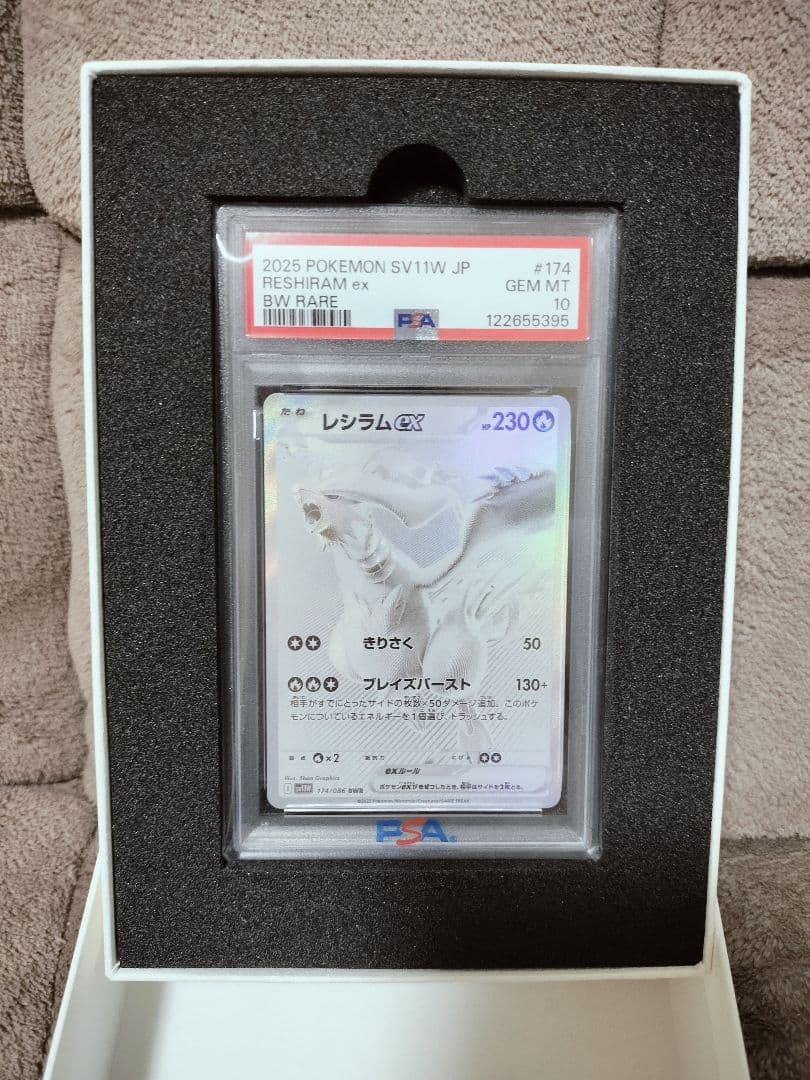 2025 POKEMON SV11W JP #174
RESHIRAM ex GEM MT
BW RARE 10
PSA 122655395
たね
レシラムex HP230
きりさく 50
ブレイズバースト 130+
相手がすでにとったサイドの枚数×50ダメージ追加。このポケ
モンについているエネルギーを1個選び、トラッシュする。
×2
exルール
174/086 BWR
ポケモンexがきぜつしたとき、相手はサイドを2枚とる。
PSA®